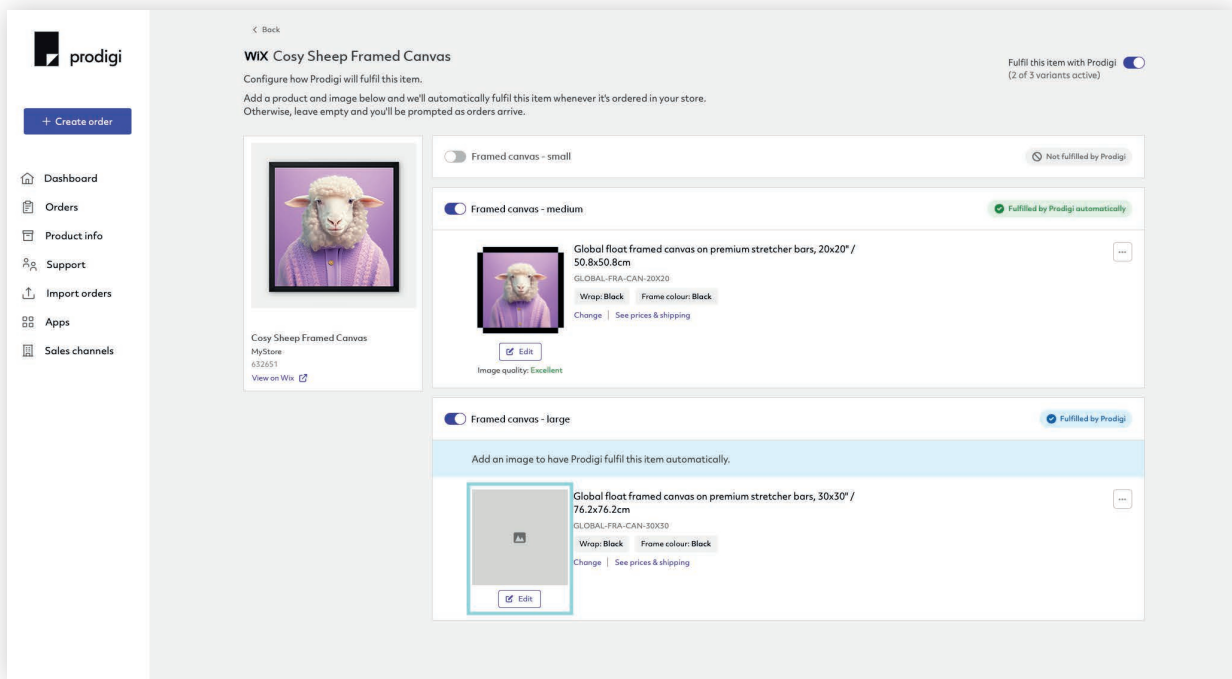 prodigi
+ Create order
Dashboard
Orders
Product info
Support
Import orders
Apps
Sales channels
< Back
WiX Cosy Sheep Framed Canvas
Configure how Prodigi will fulfil this item.
Add a product and image below and we'll automatically fulfil this item whenever it's ordered in your store.
Otherwise, leave empty and you'll be prompted as orders arrive.
Fulfil this item with Prodigi
(2 of 3 variants active)
Cosy Sheep Framed Canvas
MyStore
632651
View on Wix
Framed canvas - small
Not fulfilled by Prodigi
Framed canvas - medium
Fulfilled by Prodigi automatically
Global float framed canvas on premium stretcher bars, 20x20" /
50.8x50.8cm
GLOBAL-FRA-CAN-20X20
Wrap: Black Frame colour: Black
Change | See prices & shipping
Edit
Image quality: Excellent
Framed canvas - large
Fulfilled by Prodigi
Add an image to have Prodigi fulfil this item automatically.
Global float framed canvas on premium stretcher bars, 30x30" /
76.2x76.2cm
GLOBAL-FRA-CAN-30X30
Wrap: Black Frame colour: Black
Change | See prices & shipping
Edit